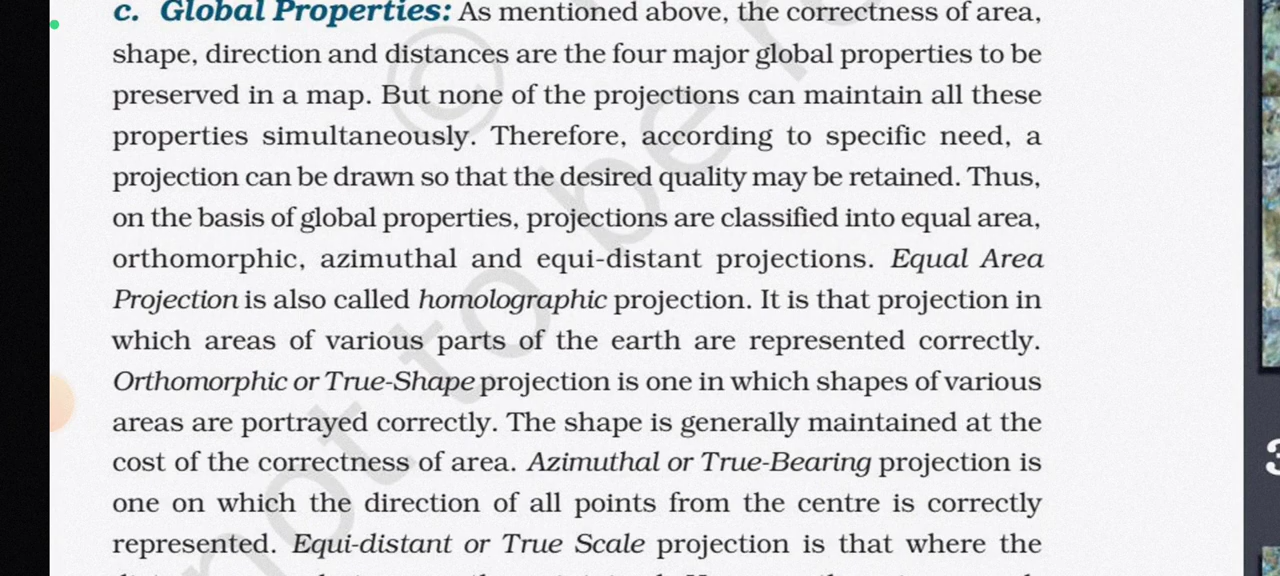 c. Global Properties: As mentioned above, the correctness of area,
shape, direction and distances are the four major global properties to be
preserved in a map. But none of the projections can maintain all these
properties simultaneously. Therefore, according to specific need, a
projection can be drawn so that the desired quality may be retained. Thus,
on the basis of global properties, projections are classified into equal area,
orthomorphic, azimuthal and equi-distant projections. Equal Area
Projection is also called homolographic projection. It is that projection in
which areas of various parts of the earth are represented correctly.
Orthomorphic or True-Shape projection is one in which shapes of various
areas are portrayed correctly. The shape is generally maintained at the
cost of the correctness of area. Azimuthal or True-Bearing projection is
one on which the direction of all points from the centre is correctly
represented. Equi-distant or True Scale projection is that where the
© not to be re
3